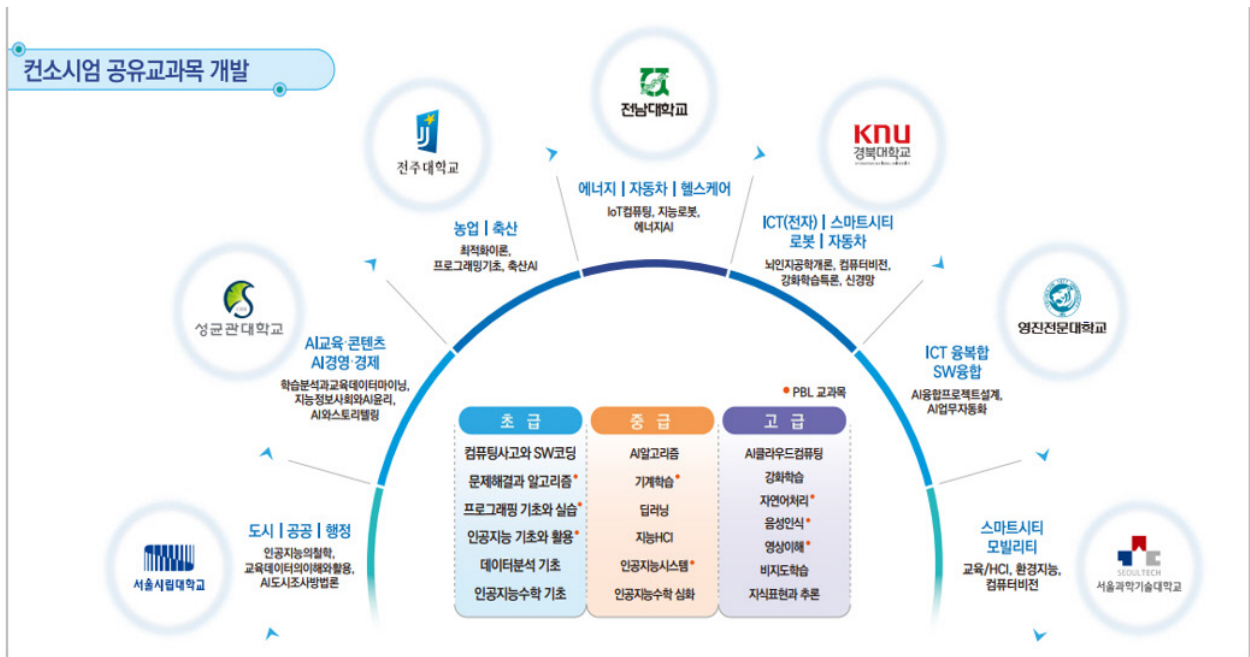 컨소시엄 공유교과목 개발
전남대학교
KNU
경북대학교
전주대학교
성균관대학교
영진전문대학교
서울시립대학교
SEOULTECH
서울과학기술대학교
도시 | 공공 | 행정
인공지능의철학,
교육데이터의이해와활용,
AI도시조사방법론
AI교육·콘텐츠
AI경영·경제
학습분석과교육데이터마이닝,
지능정보사회와AI윤리,
AI와스토리텔링
농업 | 축산
최적화이론,
프로그래밍기초, 축산AI
에너지 | 자동차 | 헬스케어
IoT컴퓨팅, 지능로봇,
에너지AI
ICT(전자) | 스마트시티
로봇 | 자동차
뇌인지공학개론, 컴퓨터비전,
강화학습특론, 신경망
ICT 융복합
SW융합
AI융합프로젝트설계,
AI업무자동화
스마트시티
모빌리티
교육/HCI, 환경지능,
컴퓨터비전
• PBL 교과목
초 급
컴퓨팅사고와 SW코딩
문제해결과 알고리즘•
프로그래핑 기초와 실습•
인공지능 기초와 활용•
데이터분석 기초
인공지능수학 기초
중 급
AI알고리즘
기계학습•
딥러닝
지능HCI
인공지능시스템•
인공지능수학 심화
고 급
AI클라우드컴퓨팅
강화학습
자연어처리•
음성인식•
영상이해•
비지도학습
지식표현과 추론